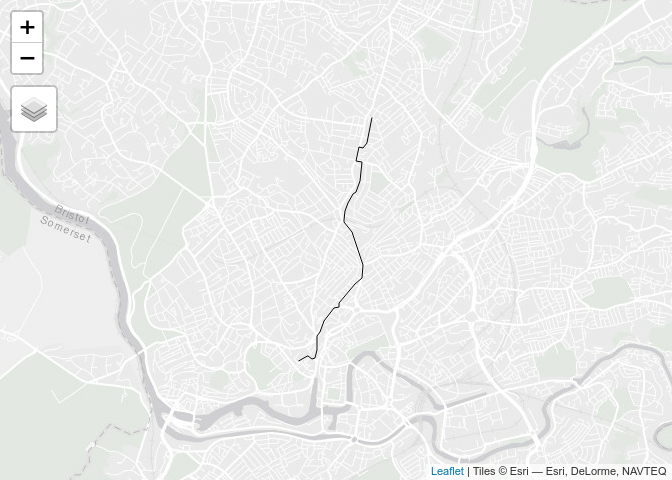 +
−
Bristol
Somerset
Leaflet | Tiles © Esri — Esri, DeLorme, NAVTEQ